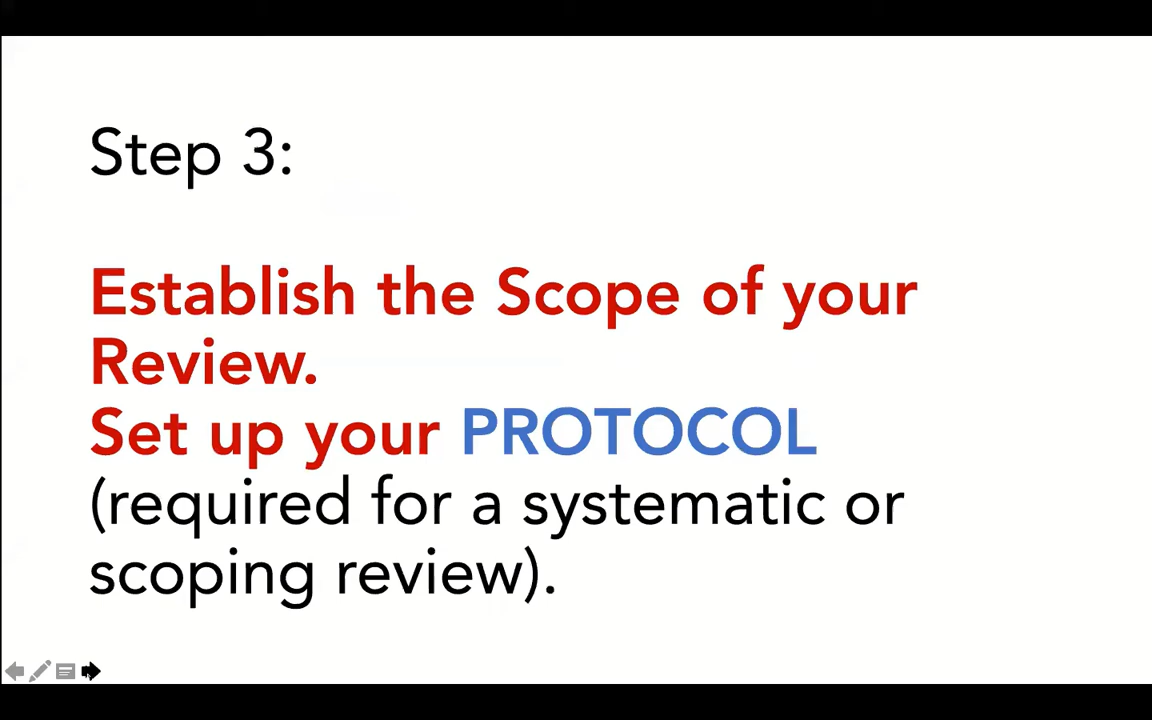 Step 3:
Establish the Scope of your
Review.
Set up your PROTOCOL
(required for a systematic or
scoping review).